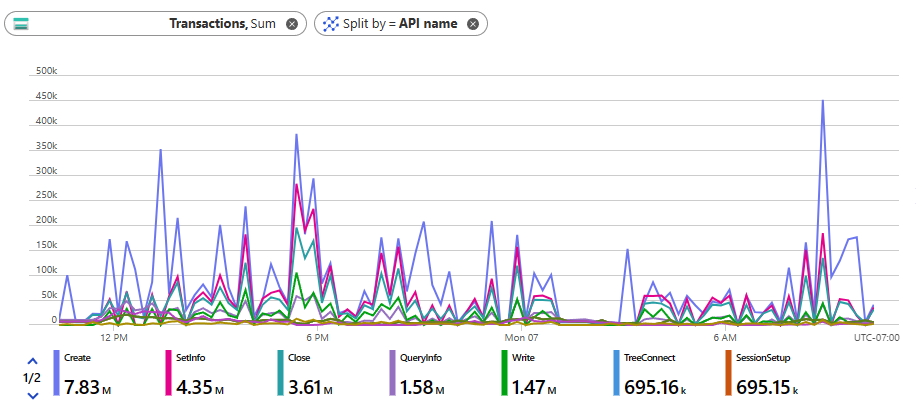 Transactions, Sum
Split by = API name
500k
450k
400k
350k
300k
250k
200k
150k
100k
50k
0
12 PM 6 PM Mon 07 6 AM UTC-07:00
1/2
Create SetInfo Close QueryInfo Write TreeConnect SessionSetup
7.83 M 4.35 M 3.61 M 1.58 M 1.47 M 695.16 k 695.15 k